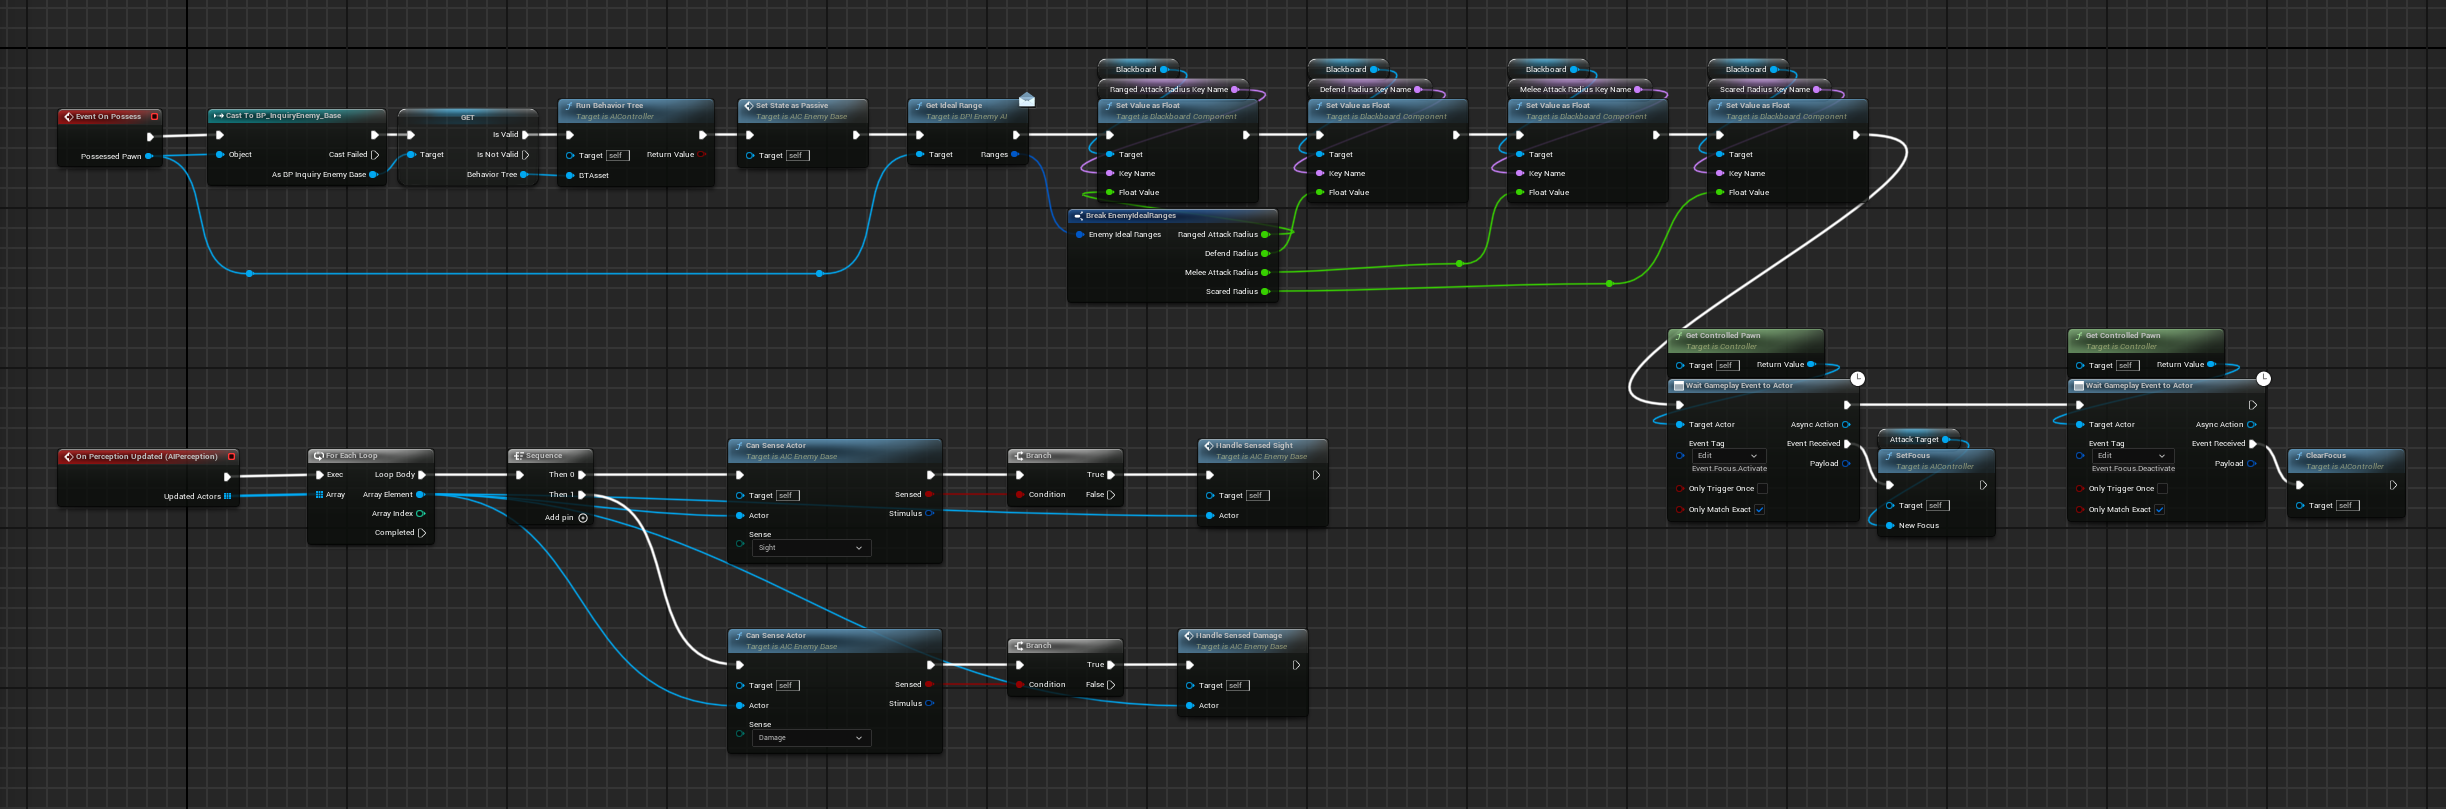 Event On Possess
Possessed Pawn
Cast To BP_InquiryEnemy_Base
Object
Cast Failed
As BP Inquiry Enemy Base
GET
Is Valid
Target
Is Not Valid
Behavior Tree
Run Behavior Tree
Target is AIController
Target self
Return Value
BTAsset
Set State as Passive
Target is AIC Enemy Base
Target self
Get Ideal Range
Target is BPI Enemy AI
Target
Ranges
Blackboard
Ranged Attack Radius Key Name
Set Value as Float
Target is Blackboard Component
Target
Key Name
Float Value
Blackboard
Defend Radius Key Name
Set Value as Float
Target is Blackboard Component
Target
Key Name
Float Value
Blackboard
Melee Attack Radius Key Name
Set Value as Float
Target is Blackboard Component
Target
Key Name
Float Value
Blackboard
Scared Radius Key Name
Set Value as Float
Target is Blackboard Component
Target
Key Name
Float Value
Break EnemyIdealRanges
Enemy Ideal Ranges
Ranged Attack Radius
Defend Radius
Melee Attack Radius
Scared Radius
Get Controlled Pawn
Target is Controller
Target self
Return Value
Wait Gameplay Event to Actor
Target Actor
Async Action
Event Tag
Event Received
Edit
Payload
Event.Focus.Activate
Only Trigger Once
Only Match Exact
Attack Target
SetFocus
Target is AIController
Target self
New Focus
Get Controlled Pawn
Target is Controller
Target self
Return Value
Wait Gameplay Event to Actor
Target Actor
Async Action
Event Tag
Event Received
Edit
Payload
Event.Focus.Deactivate
Only Trigger Once
Only Match Exact
ClearFocus
Target is AIController
Target self
On Perception Updated (AIPerception)
Updated Actors
For Each Loop
Exec
Loop Body
Array
Array Element
Array Index
Completed
Sequence
Then 0
Then 1
Add pin
Can Sense Actor
Target is AIC Enemy Base
Target self
Sensed
Actor
Stimulus
Sense
Sight
Branch
True
Condition
False
Handle Sensed Sight
Target is AIC Enemy Base
Target self
Actor
Can Sense Actor
Target is AIC Enemy Base
Target self
Sensed
Actor
Stimulus
Sense
Damage
Branch
True
Condition
False
Handle Sensed Damage
Target is AIC Enemy Base
Target self
Actor